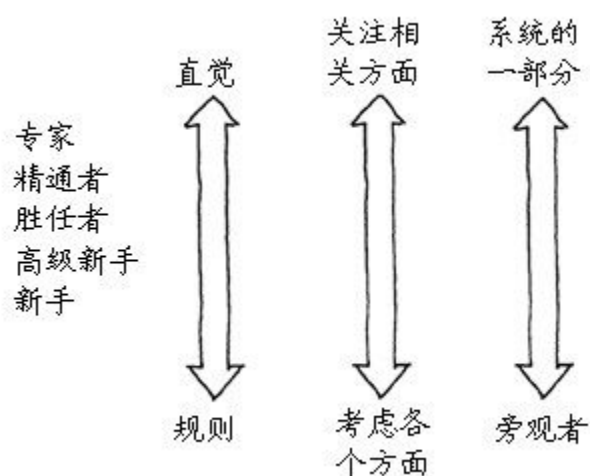 直觉
关注相
关方面
系统的
一部分
专家
精通者
胜任者
高级新手
新手
规则
考虑各
个方面
旁观者